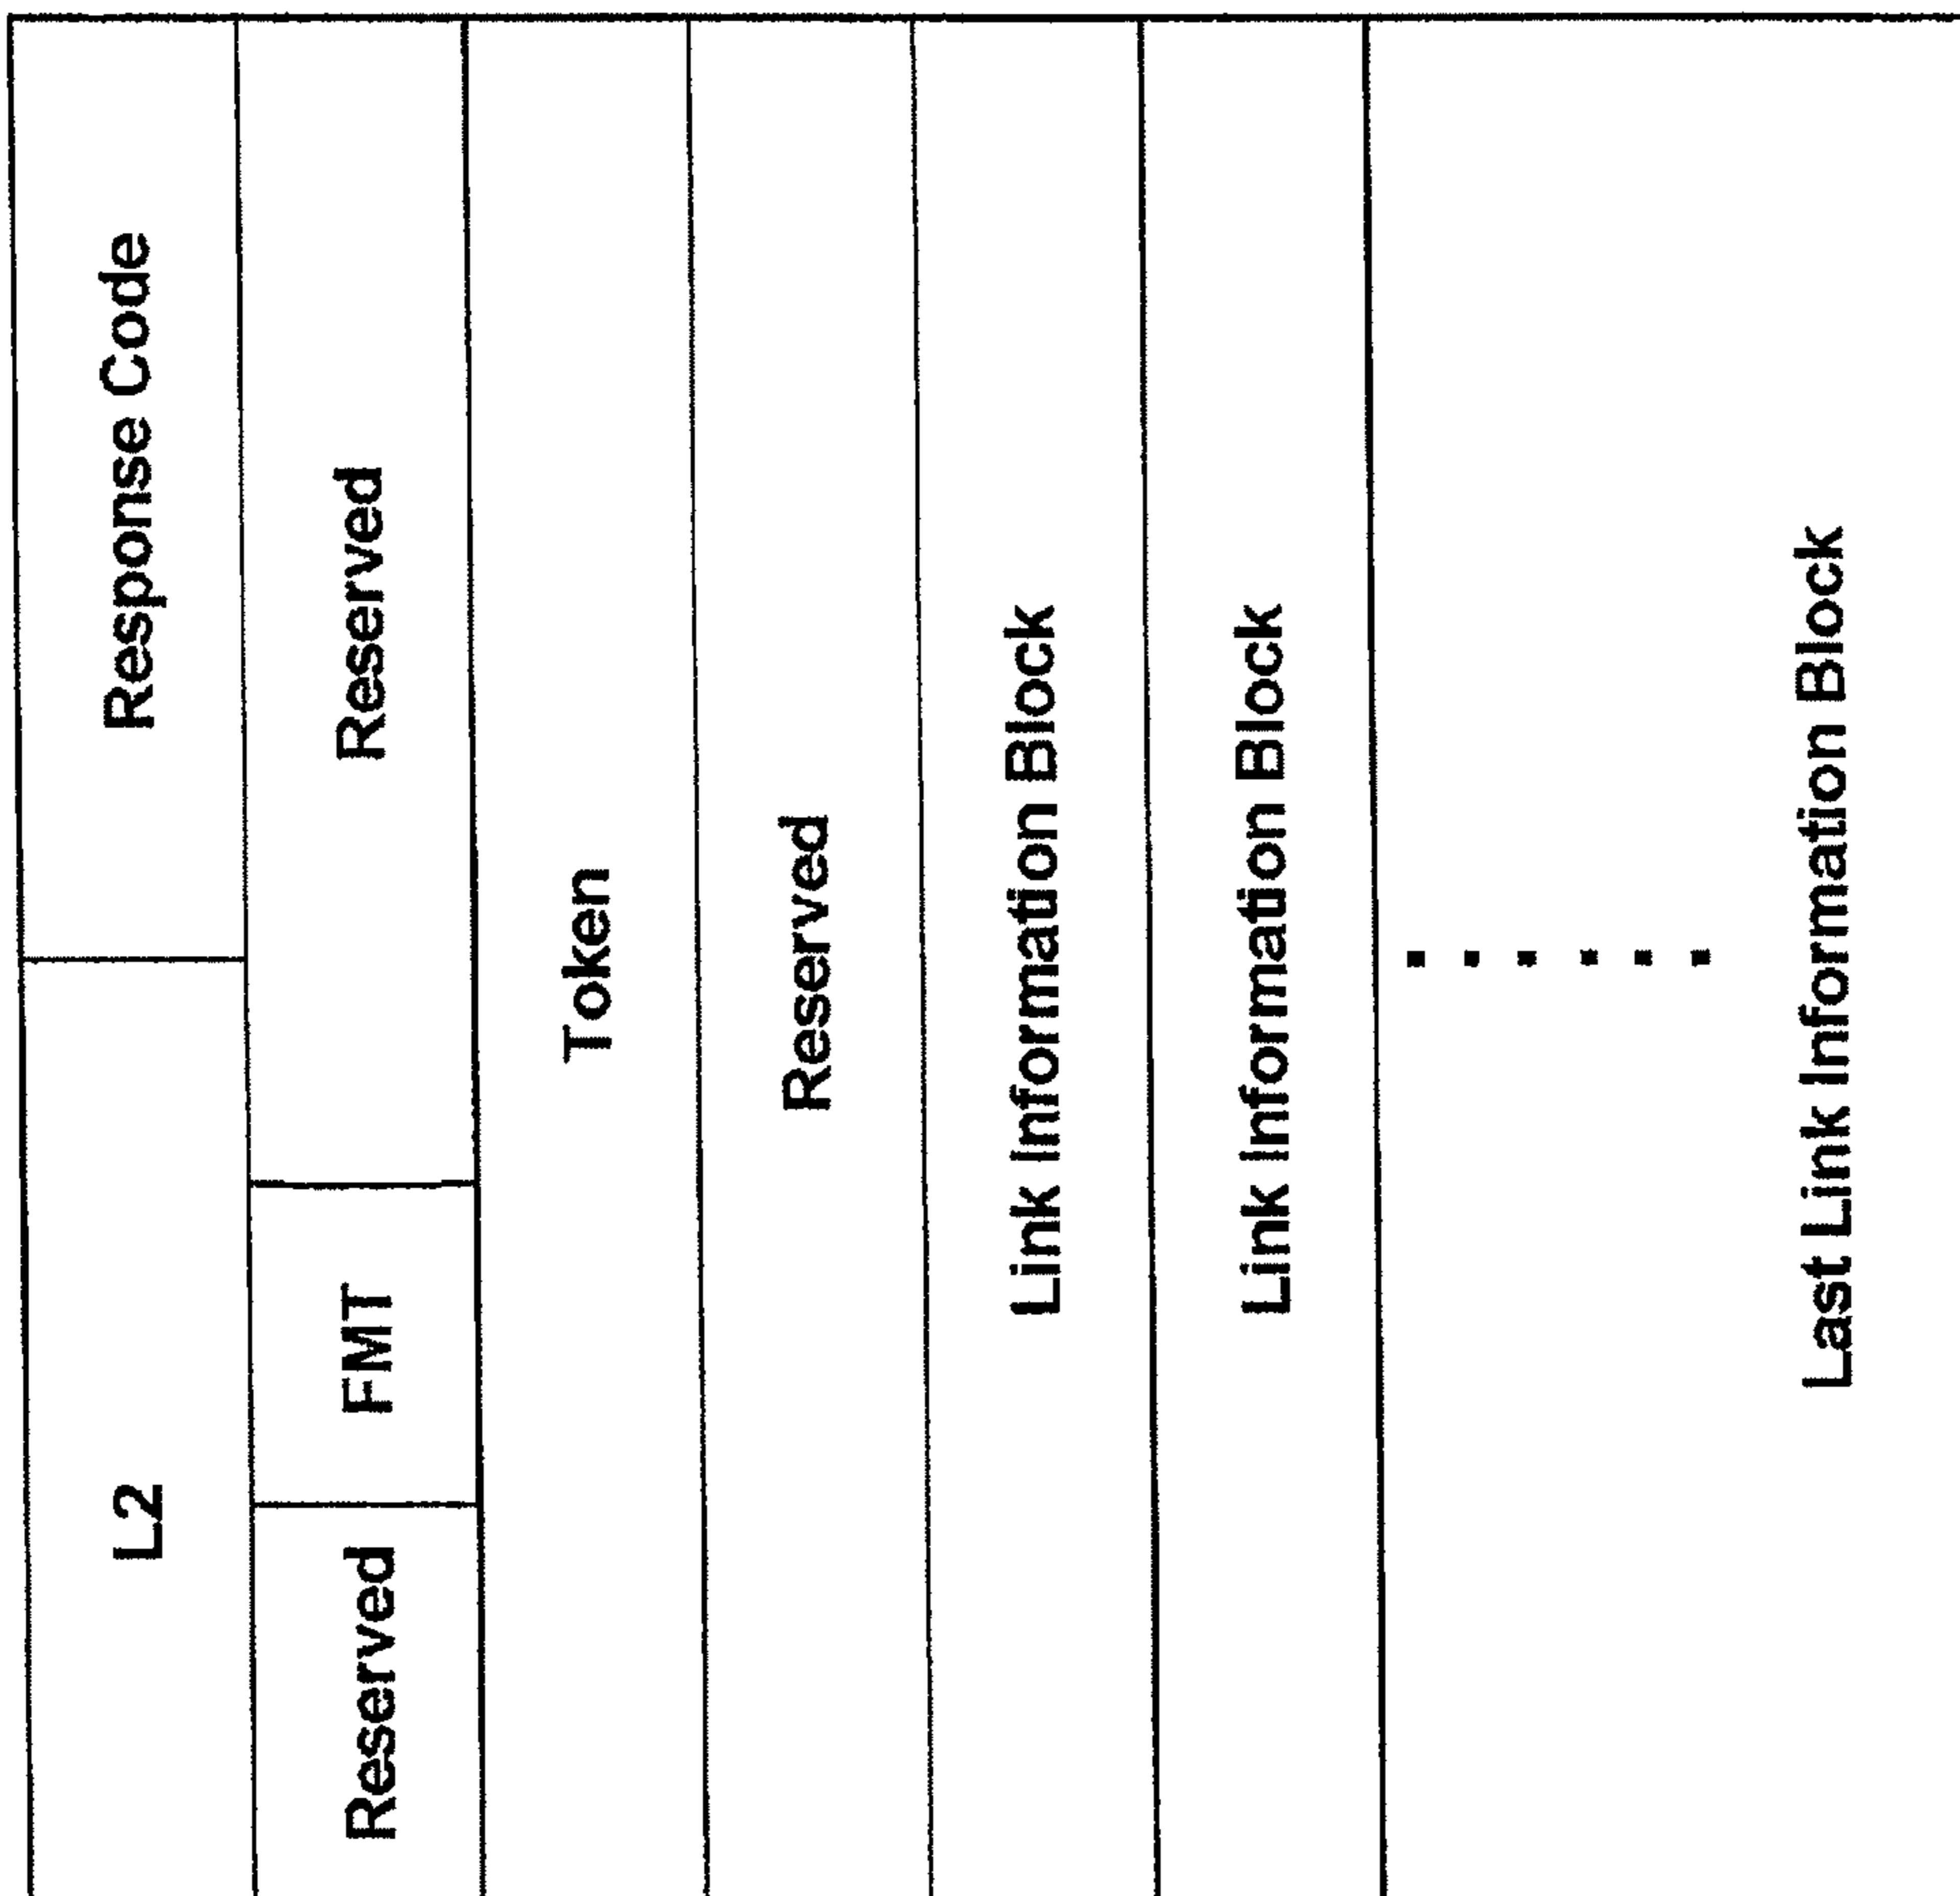 L2 Response Code
Reserved FMT Reserved
Token
Reserved
Link Information Block
Link Information Block
......
Last Link Information Block